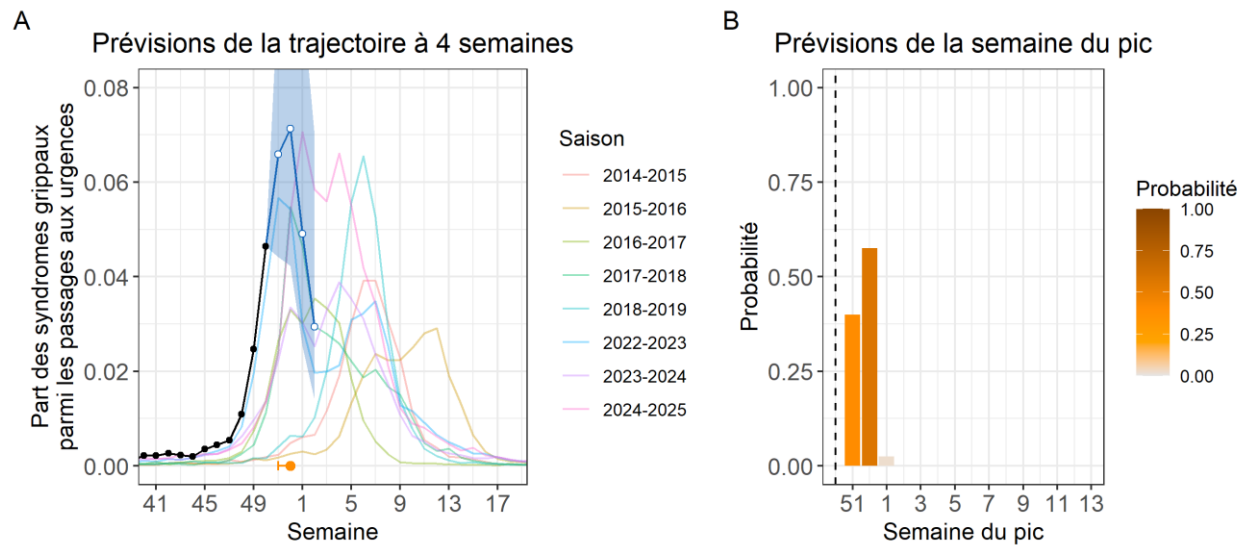 A
Prévisions de la trajectoire à 4 semaines
Part des syndromes grippaux
parmi les passages aux urgences
0.08
0.06
0.04
0.02
0.00
41 45 49 1 5 9 13 17
Semaine
Saison
2014-2015
2015-2016
2016-2017
2017-2018
2018-2019
2022-2023
2023-2024
2024-2025
B
Prévisions de la semaine du pic
Probabilité
1.00
0.75
0.50
0.25
0.00
51 1 3 5 7 9 11 13
Semaine du pic
Probabilité
1.00
0.75
0.50
0.25
0.00